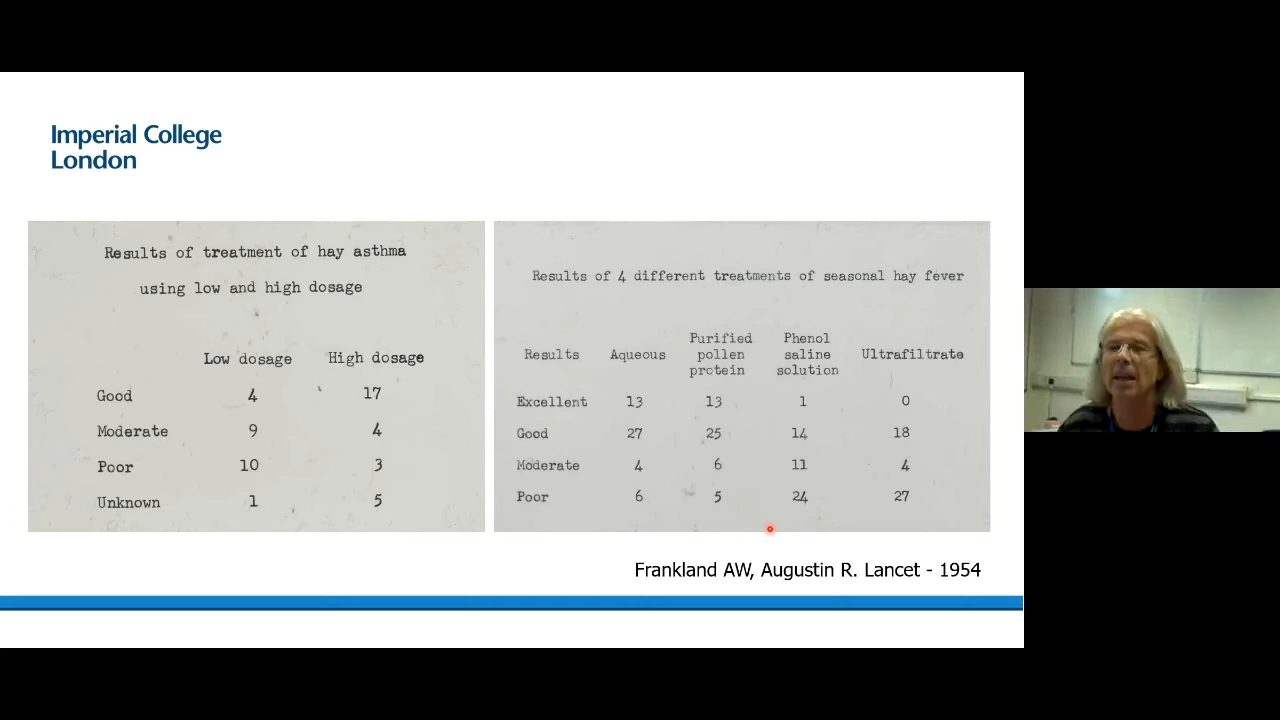 Imperial College
London
Results of treatment of hay asthma
using low and high dosage
Low dosage High dosage
Good 4 17
Moderate 9 4
Poor 10 3
Unknown 1 5
Results of 4 different treatments of seasonal hay fever
Results Aqueous Purified pollen protein Phenol saline solution Ultrafiltrate
Excellent 13 13 1 0
Good 27 25 14 18
Moderate 4 6 11 4
Poor 6 5 24 27
Frankland AW, Augustin R. Lancet - 1954